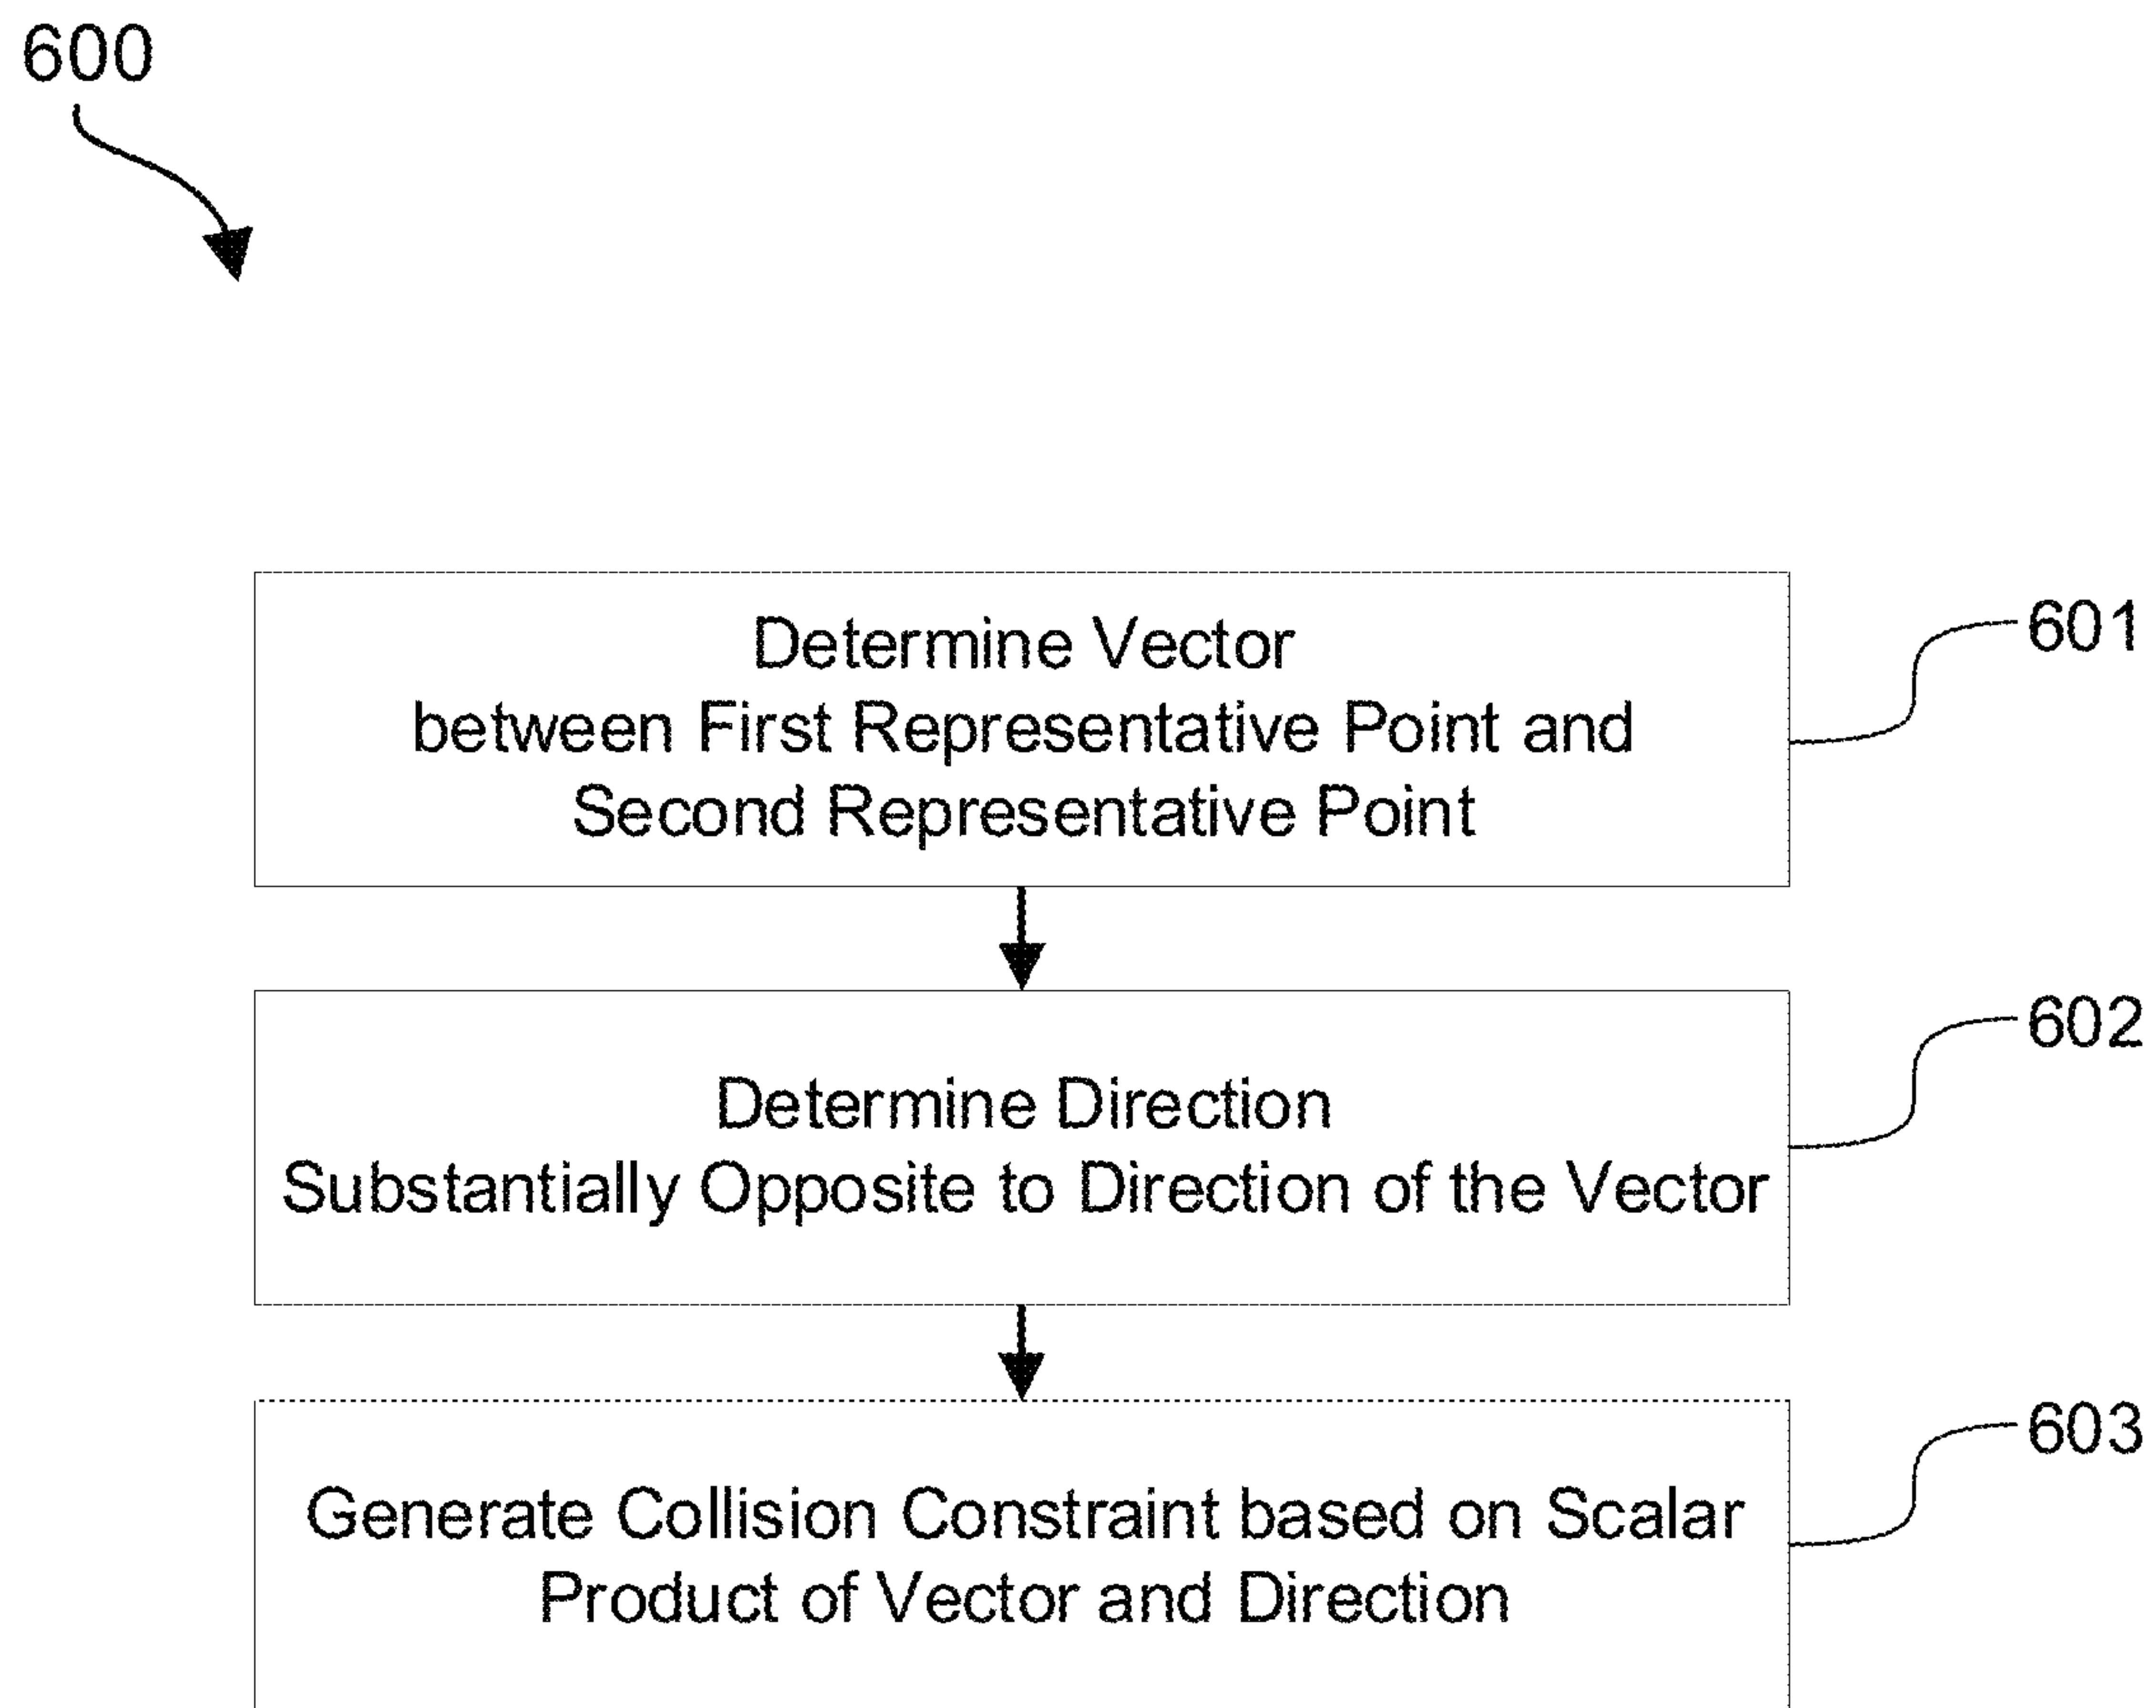 600
Determine Vector
between First Representative Point and
Second Representative Point
601
Determine Direction
Substantially Opposite to Direction of the Vector
602
Generate Collision Constraint based on Scalar
Product of Vector and Direction
603